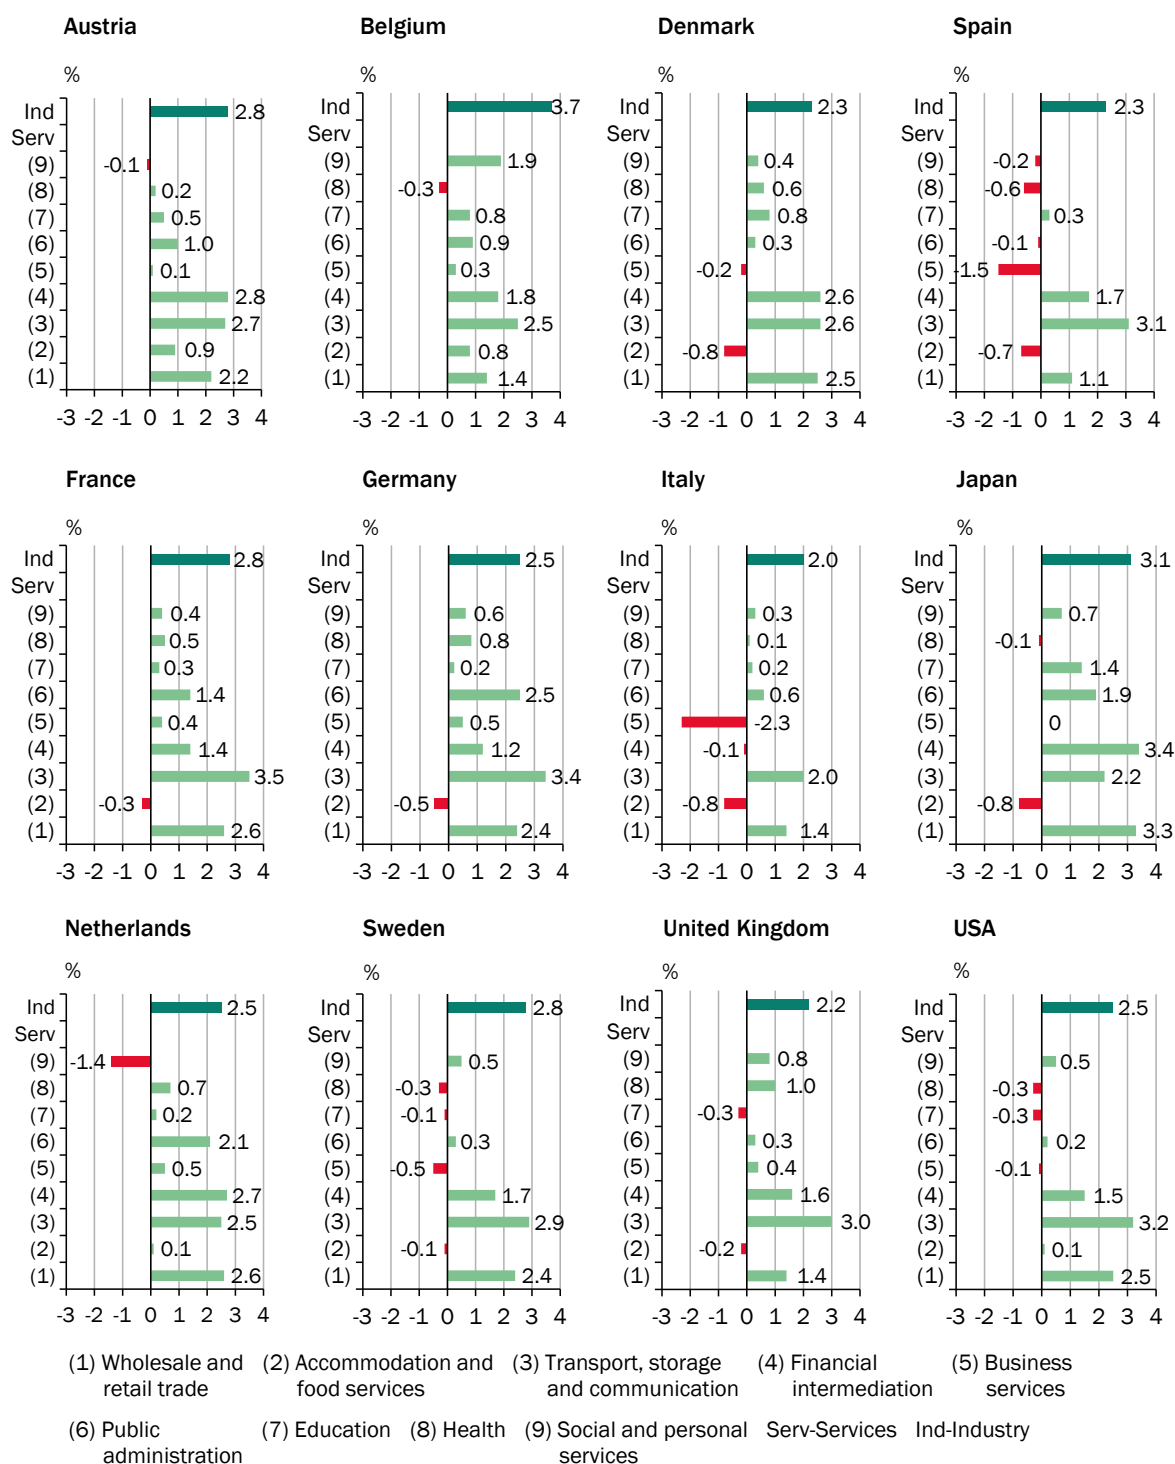 Austria
%
Ind 2.8
Serv
(9) -0.1
(8) 0.2
(7) 0.5
(6) 1.0
(5) 0.1
(4) 2.8
(3) 2.7
(2) 0.9
(1) 2.2
-3 -2 -1 0 1 2 3 4
Belgium
%
Ind 3.7
Serv
(9) 1.9
(8) -0.3
(7) 0.8
(6) 0.9
(5) 0.3
(4) 1.8
(3) 2.5
(2) 0.8
(1) 1.4
-3 -2 -1 0 1 2 3 4
Denmark
%
Ind 2.3
Serv
(9) 0.4
(8) 0.6
(7) 0.8
(6) 0.3
(5) -0.2
(4) 2.6
(3) 2.6
(2) -0.8
(1) 2.5
-3 -2 -1 0 1 2 3 4
Spain
%
Ind 2.3
Serv
(9) -0.2
(8) -0.6
(7) 0.3
(6) -0.1
(5) -1.5
(4) 1.7
(3) 3.1
(2) -0.7
(1) 1.1
-3 -2 -1 0 1 2 3 4
France
%
Ind 2.8
Serv
(9) 0.4
(8) 0.5
(7) 0.3
(6) 1.4
(5) 0.4
(4) 1.4
(3) 3.5
(2) -0.3
(1) 2.6
-3 -2 -1 0 1 2 3 4
Germany
%
Ind 2.5
Serv
(9) 0.6
(8) 0.8
(7) 0.2
(6) 2.5
(5) 0.5
(4) 1.2
(3) 3.4
(2) -0.5
(1) 2.4
-3 -2 -1 0 1 2 3 4
Italy
%
Ind 2.0
Serv
(9) 0.3
(8) 0.1
(7) 0.2
(6) 0.6
(5) -2.3
(4) -0.1
(3) 2.0
(2) -0.8
(1) 1.4
-3 -2 -1 0 1 2 3 4
Japan
%
Ind 3.1
Serv
(9) 0.7
(8) -0.1
(7) 1.4
(6) 1.9
(5) 0
(4) 3.4
(3) 2.2
(2) -0.8
(1) 3.3
-3 -2 -1 0 1 2 3 4
Netherlands
%
Ind 2.5
Serv
(9) -1.4
(8) 0.7
(7) 0.2
(6) 2.1
(5) 0.5
(4) 2.7
(3) 2.5
(2) 0.1
(1) 2.6
-3 -2 -1 0 1 2 3 4
Sweden
%
Ind 2.8
Serv
(9) 0.5
(8) -0.3
(7) -0.1
(6) 0.3
(5) -0.5
(4) 1.7
(3) 2.9
(2) -0.1
(1) 2.4
-3 -2 -1 0 1 2 3 4
United Kingdom
%
Ind 2.2
Serv
(9) 0.8
(8) 1.0
(7) -0.3
(6) 0.3
(5) 0.4
(4) 1.6
(3) 3.0
(2) -0.2
(1) 1.4
-3 -2 -1 0 1 2 3 4
USA
%
Ind 2.5
Serv
(9) 0.5
(8) -0.3
(7) -0.3
(6) 0.2
(5) -0.1
(4) 1.5
(3) 3.2
(2) 0.1
(1) 2.5
-3 -2 -1 0 1 2 3 4
(1) Wholesale and
retail trade
(2) Accommodation and
food services
(3) Transport, storage
and communication
(4) Financial
intermediation
(5) Business
services
(6) Public
administration
(7) Education
(8) Health
(9) Social and personal
services
Serv-Services
Ind-Industry